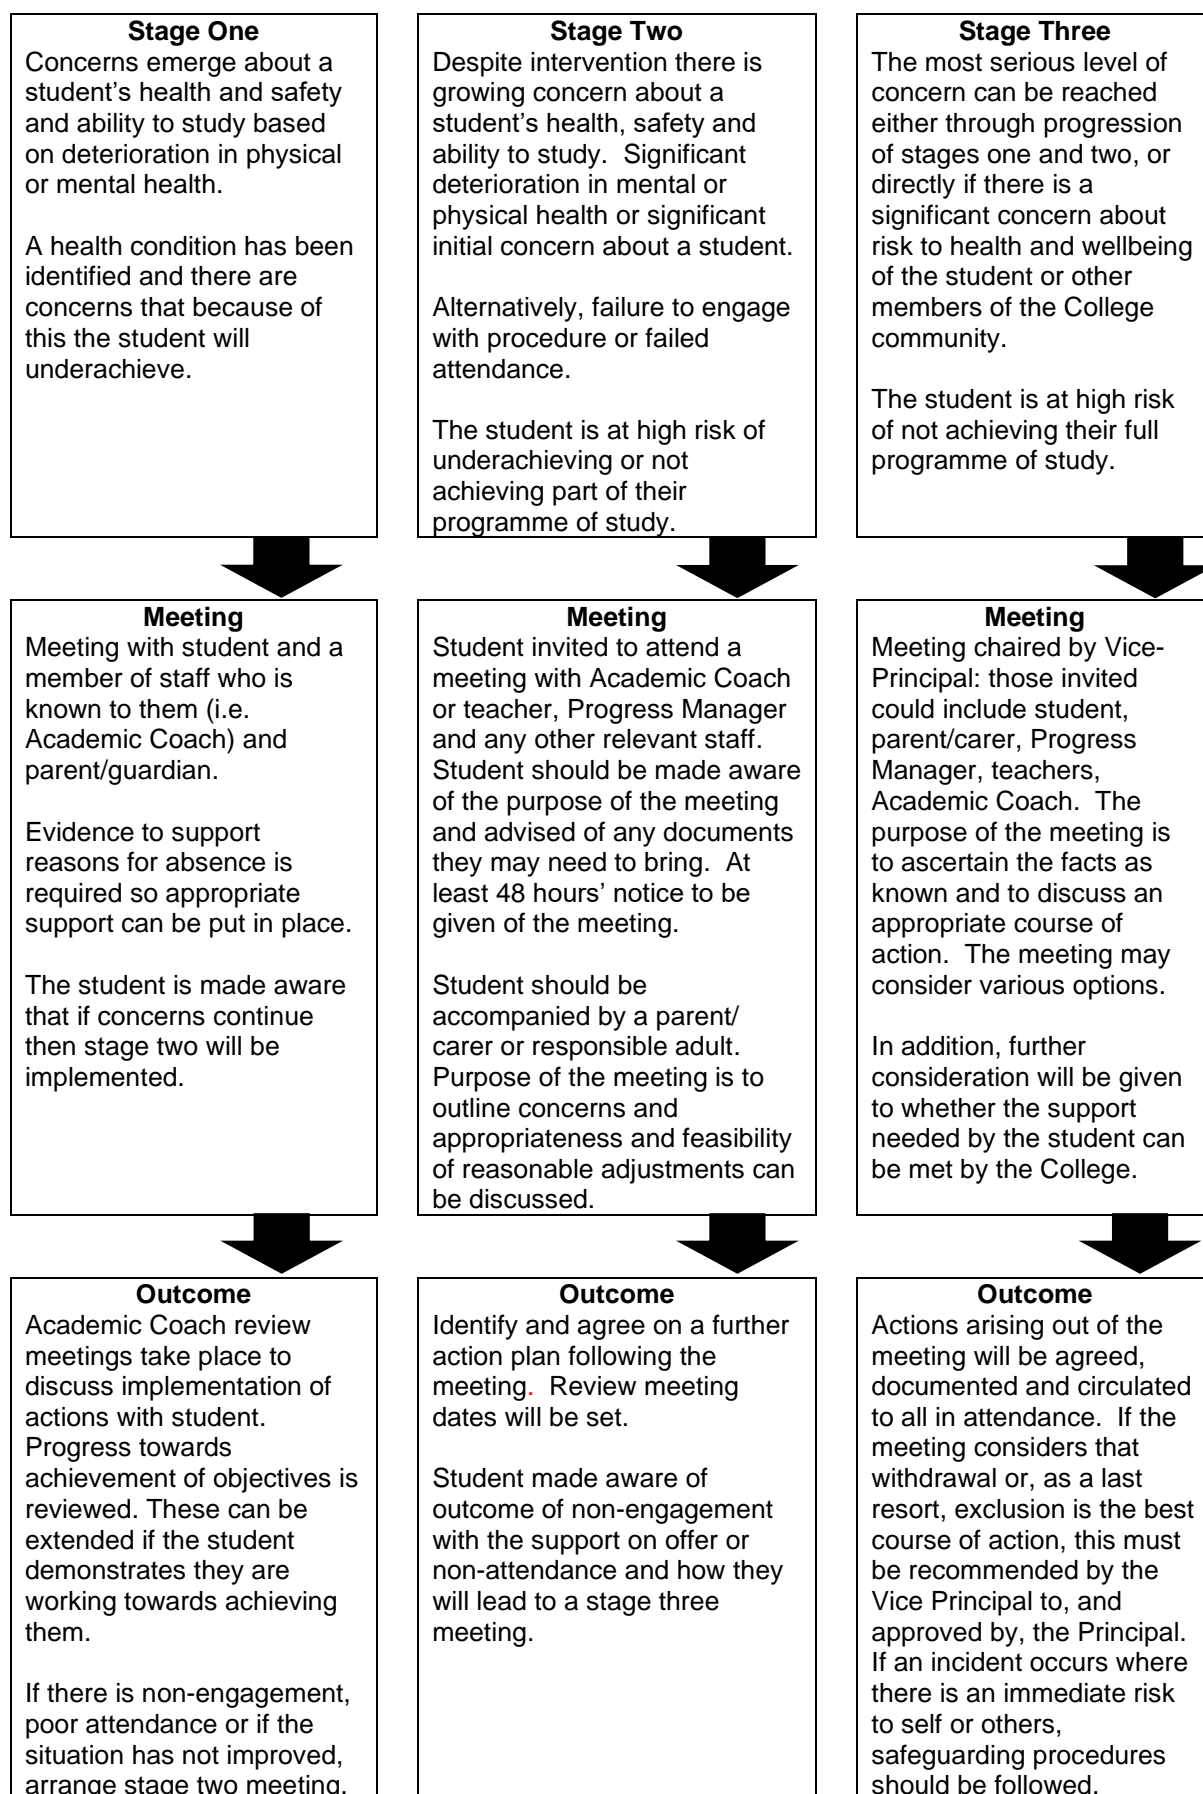 Stage One
Concerns emerge about a
student’s health and safety
and ability to study based
on deterioration in physical
or mental health.
A health condition has been
identified and there are
concerns that because of
this the student will
underachieve.
Stage Two
Despite intervention there is
growing concern about a
student’s health, safety and
ability to study.  Significant
deterioration in mental or
physical health or significant
initial concern about a student.
Alternatively, failure to engage
with procedure or failed
attendance.
The student is at high risk of
underachieving or not
achieving part of their
programme of study.
Stage Three
The most serious level of
concern can be reached
either through progression
of stages one and two, or
directly if there is a
significant concern about
risk to health and wellbeing
of the student or other
members of the College
community.
The student is at high risk
of not achieving their full
programme of study.
Meeting
Meeting with student and a
member of staff who is
known to them (i.e.
Academic Coach) and
parent/guardian.
Evidence to support
reasons for absence is
required so appropriate
support can be put in place.
The student is made aware
that if concerns continue
then stage two will be
implemented.
Meeting
Student invited to attend a
meeting with Academic Coach
or teacher, Progress Manager
and any other relevant staff.
Student should be made aware
of the purpose of the meeting
and advised of any documents
they may need to bring.  At
least 48 hours’ notice to be
given of the meeting.
Student should be
accompanied by a parent/
carer or responsible adult.
Purpose of the meeting is to
outline concerns and
appropriateness and feasibility
of reasonable adjustments can
be discussed.
Meeting
Meeting chaired by Vice-
Principal: those invited
could include student,
parent/carer, Progress
Manager, teachers,
Academic Coach.  The
purpose of the meeting is
to ascertain the facts as
known and to discuss an
appropriate course of
action.  The meeting may
consider various options.
In addition, further
consideration will be given
to whether the support
needed by the student can
be met by the College.
Outcome
Academic Coach review
meetings take place to
discuss implementation of
actions with student.
Progress towards
achievement of objectives is
reviewed. These can be
extended if the student
demonstrates they are
working towards achieving
them.
If there is non-engagement,
poor attendance or if the
situation has not improved,
arrange stage two meeting.
Outcome
Identify and agree on a further
action plan following the
meeting.  Review meeting
dates will be set.
Student made aware of
outcome of non-engagement
with the support on offer or
non-attendance and how they
will lead to a stage three
meeting.
Outcome
Actions arising out of the
meeting will be agreed,
documented and circulated
to all in attendance.  If the
meeting considers that
withdrawal or, as a last
resort, exclusion is the best
course of action, this must
be recommended by the
Vice Principal to, and
approved by, the Principal.
If an incident occurs where
there is an immediate risk
to self or others,
safeguarding procedures
should be followed.